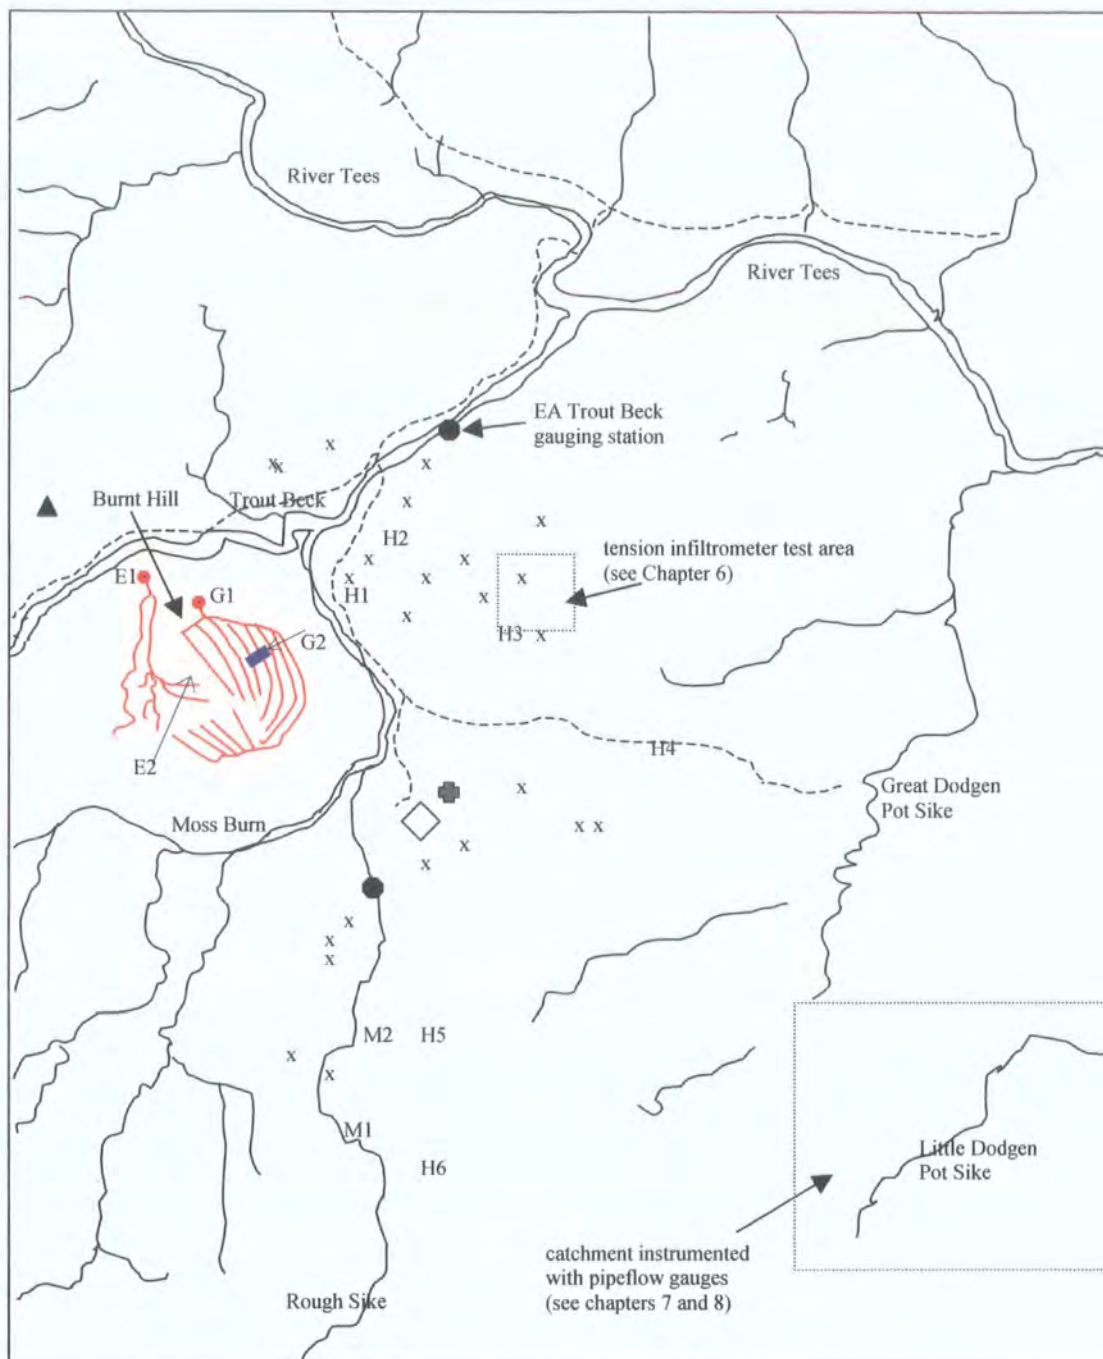 River Tees
River Tees
EA Trout Beck
gauging station
x
x
x
x
x
Burnt Hill
Trout Beck
x
x
H2
tension infiltrometer test area
(see Chapter 6)
x
x
E1
x
x
x
H1
x
G1
x
H3
x
G2
H4
E2
x
Great Dodgen
Pot Sike
Moss Burn
x
x
x
x
x
x
x
M2
H5
x
x
M1
Little Dodgen
Pot Sike
H6
catchment instrumented
with pipeflow gauges
(see chapters 7 and 8)
Rough Sike